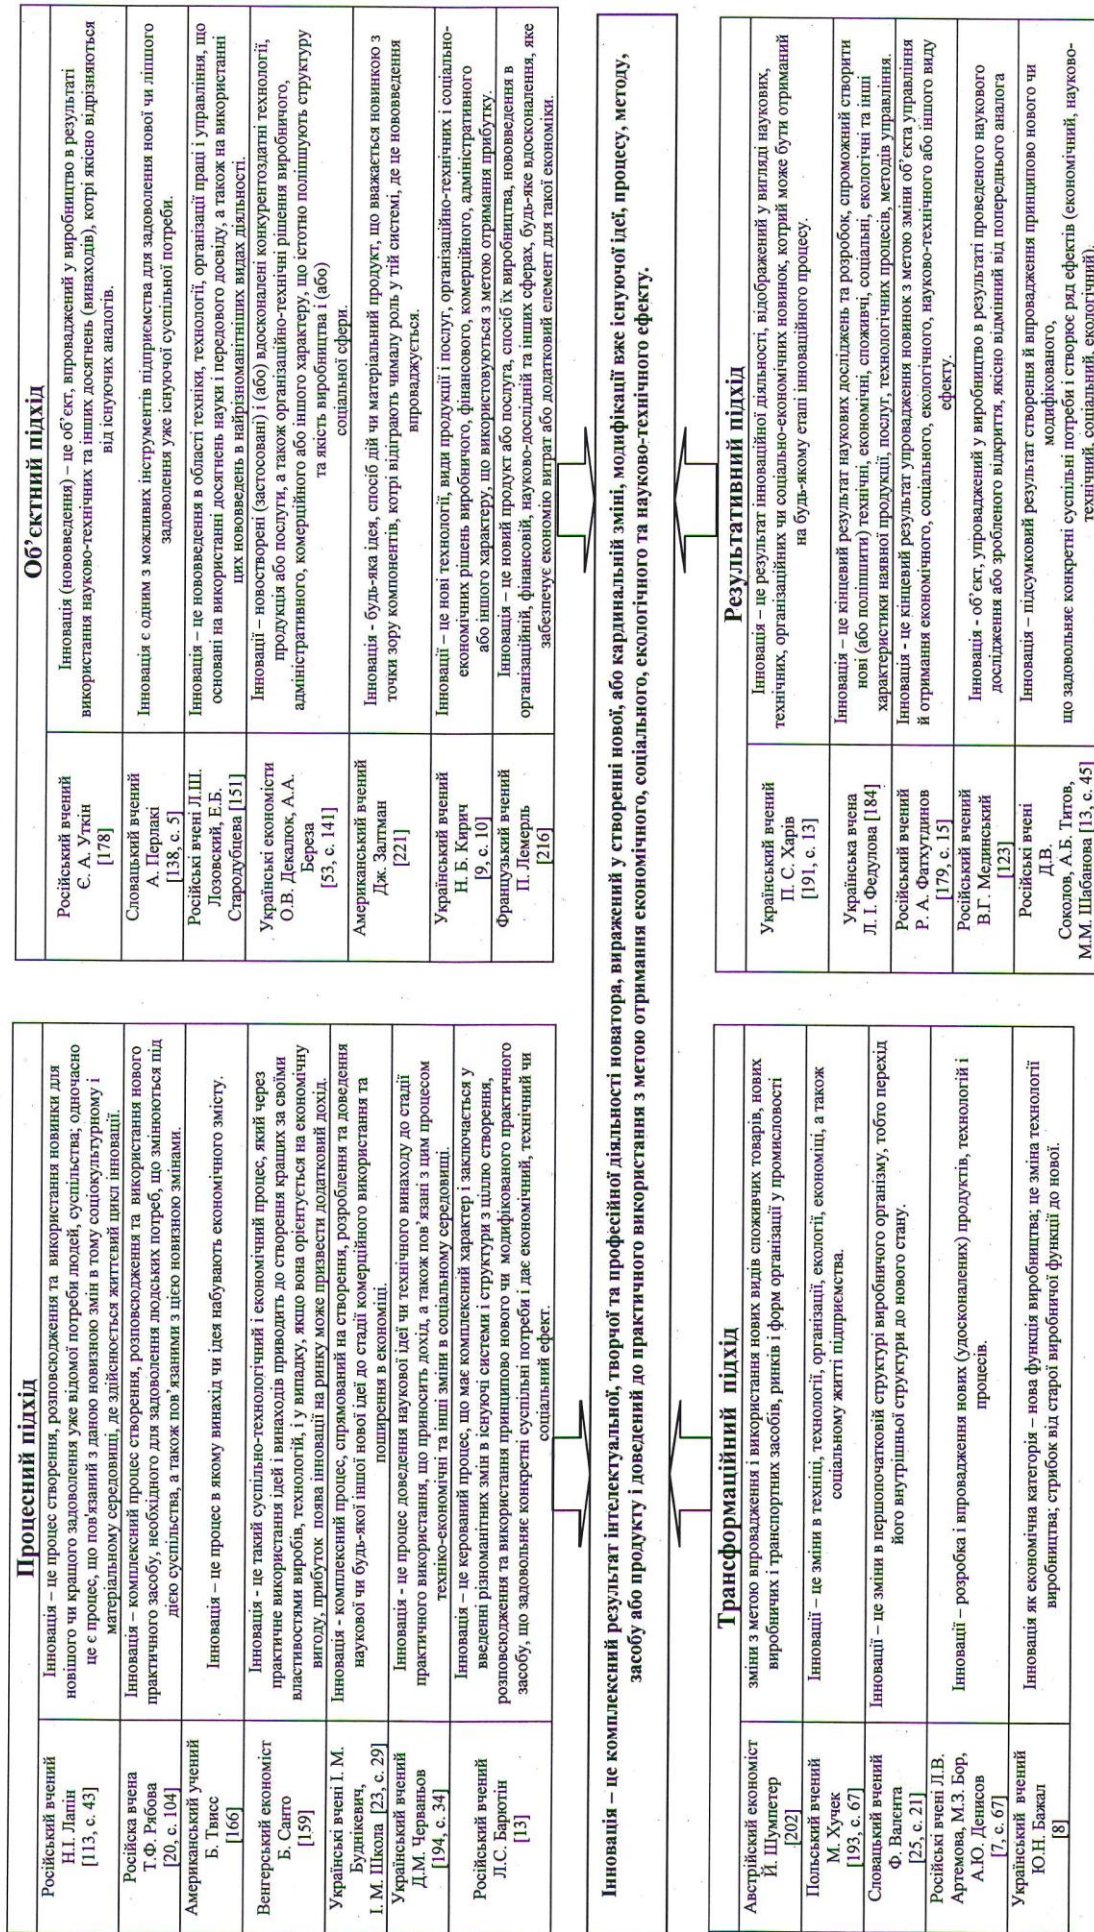 Процесний підхід
Російський вчений
Н.І. Лапін
[113, с. 43]
Інновація – це процес створення, розповсюдження та використання новинки для
новішого чи кращого задоволення уже відомої потреби людей, суспільства; одночасно
це є процес, що пов'язаний з даною новизною змін в тому соціокультурному і
матеріальному середовищі, де здійснюється життєвий цикл інновації.
Російска вчена
Т.Ф. Рябова
[20, с. 104]
Інновація – комплексний процес створення, розповсюдження та використання нового
практичного засобу, необхідного для задоволення людських потреб, що змінюються під
дією суспільства, а також пов'язаними з цією новизною змінами.
Американский учений
Б. Твисс
[166]
Інновація – це процес в якому винахід чи ідея набувають економічного змісту.
Венгерський економіст
Б. Санто
[159]
Інновація - це такий суспільно-технологічний і економічний процес, який через
практичне використання ідей і винаходів приводить до створення кращих за своїми
властивостями виробів, технологій, і у випадку, якщо вона орієнтується на економічну
вигоду, прибуток поява інновації на ринку може призвести додатковий дохід.
Українські вчені І. М.
Буднікевич,
І. М. Школа [23, с. 29]
Інновація - комплексний процес, спрямований на створення, розроблення та доведення
наукової чи будь-якої іншої нової ідеї до стадії комерційного використання та
поширення в економіці.
Український вчений
Д.М. Черваньов
[194, с. 34]
Інновація - це процес доведення наукової ідеї чи технічного винаходу до стадії
практичного використання, що приносить дохід, а також пов'язані з цим процесом
техніко-економічні та інші зміни в соціальному середовищі.
Російський вчений
Л.С. Барютін
[13]
Інновація – це керований процес, що має комплексний характер і заключається у
введенні різноманітних змін в існуючі системи і структури з ціллю створення,
розповсюдження та використання принципово нового чи модифікованого практичного
засобу, що задовольняє конкретні суспільні потреби і дає економічний, технічний чи
соціальний ефект.
Об'єктний підхід
Російський вчений
Є. А. Уткін
[178]
Інновація (нововведення) – це об'єкт, впроваджений у виробництво в результаті
використання науково-технічних та інших досягнень (винаходів), котрі якісно відрізняються
від існуючих аналогів.
Словацький вчений
А. Перлакі
[138, с. 5]
Інновація є одним з можливих інструментів підприємства для задоволення нової чи ліпшого
задоволення уже існуючої суспільної потреби.
Російські вчені Л.Ш.
Лозовский, Е.Б.
Стародубцева [151]
Інновація – це нововведення в області техніки, технології, організації праці і управління, що
основані на використанні досягнень науки і передового досвіду, а також на використанні
цих нововведень в найрізноманітніших видах діяльності.
Українські економісти
О.В. Декалюк, А.А.
Береза
[53, с. 141]
Інновації – новостворені (застосовані) і (або) вдосконалені конкурентоздатні технології,
продукція або послуги, а також організаційно-технічні рішення виробничого,
адміністративного, комерційного або іншого характеру, що істотно поліпшують структуру
та якість виробництва і (або)
соціальної сфери.
Американський вчений
Дж. Залтман
[221]
Інновація - будь-яка ідея, спосіб дій чи матеріальний продукт, що вважається новинкою з
точки зору компонентів, котрі відіграють чималу роль у тій системі, де це нововведення
впроваджується.
Український вчений
Н.Б. Кирич
[9, с. 10]
Інновації – це нові технології, види продукції і послуг, організаційно-технічних і соціально-
економічних рішень виробничого, фінансового, комерційного, адміністративного
або іншого характеру, що використовуються з метою отримання прибутку.
Французький вчений
П. Лемерль
[216]
Інновація – це новий продукт або послуга, спосіб їх виробництва, нововведення в
організаційній, фінансовій, науково-дослідній та інших сферах, будь-яке вдосконалення, яке
забезпечує економію витрат або додатковий елемент для такої економіки.
Інновація – це комплексний результат інтелектуальної, творчої та професійної діяльності новатора, виражений у створенні нової, або кардинальній зміні, модифікації вже існуючої ідеї, процесу, методу,
засобу або продукту і доведений до практичного використання з метою отримання економічного, соціального, екологічного та науково-технічного ефекту.
Трансформаційний підхід
Австрійський економіст
Й. Шумпетер
[202]
зміни з метою впровадження і використання нових видів споживчих товарів, нових
виробничих і транспортних засобів, ринків і форм організації у промисловості
Польський вчений
М. Хучек
[193, с. 67]
Інновації – це зміни в техніці, технології, організації, екології, економіці, а також
соціальному житті підприємства.
Словацький вчений
Ф. Валєнта
[25, с. 21]
Інновації – це зміни в першопочатковій структурі виробничого організму, тобто перехід
його внутрішньої структури до нового стану.
Російські вчені Л.В.
Артемова, М.З. Бор,
А.Ю. Денисов
[7, с. 67]
Інновації – розробка і впровадження нових (удосконалених) продуктів, технологій і
процесів.
Український вчений
Ю.Н. Бажал
[8]
Інновація як економічна категорія – нова функція виробництва; це зміна технології
виробництва; стрибок від старої виробничої функції до нової.
Результативний підхід
Український вчений
П. С. Харів
[191, с. 13]
Інновація – це результат інноваційної діяльності, відображений у вигляді наукових,
технічних, організаційних чи соціально-економічних новинок, котрий може бути отриманий
на будь-якому етапі інноваційного процесу.
Українська вчена
Л. І. Федулова [184]
Інновація – це кінцевий результат наукових досліджень та розробок, спроможний створити
нові (або поліпшити) технічні, економічні, споживчі, соціальні, екологічні та інші
характеристики наявної продукції, послуг, технологічних процесів, методів управління.
Російський вчений
Р. А. Фатхутдинов
[179, с. 15]
Інновація - це кінцевий результат упровадження новинок з метою зміни об'єкта управління
й отримання економічного, соціального, екологічного, науково-технічного або іншого виду
ефекту.
Російський вчений
В.Г. Мединський
[123]
Інновація - об'єкт, упроваджений у виробництво в результаті проведеного наукового
дослідження або зробленого відкриття, якісно відмінний від попереднього аналога
Російські вчені
Д.В.
Соколов, А.Б. Титов,
М.М. Шабанова [13, с. 45]
Інновація – підсумковий результат створення й впровадження принципово нового чи
модифікованого,
що задовольняє конкретні суспільні потреби і створює ряд ефектів (економічний, науково-
технічний, соціальний, екологічний).